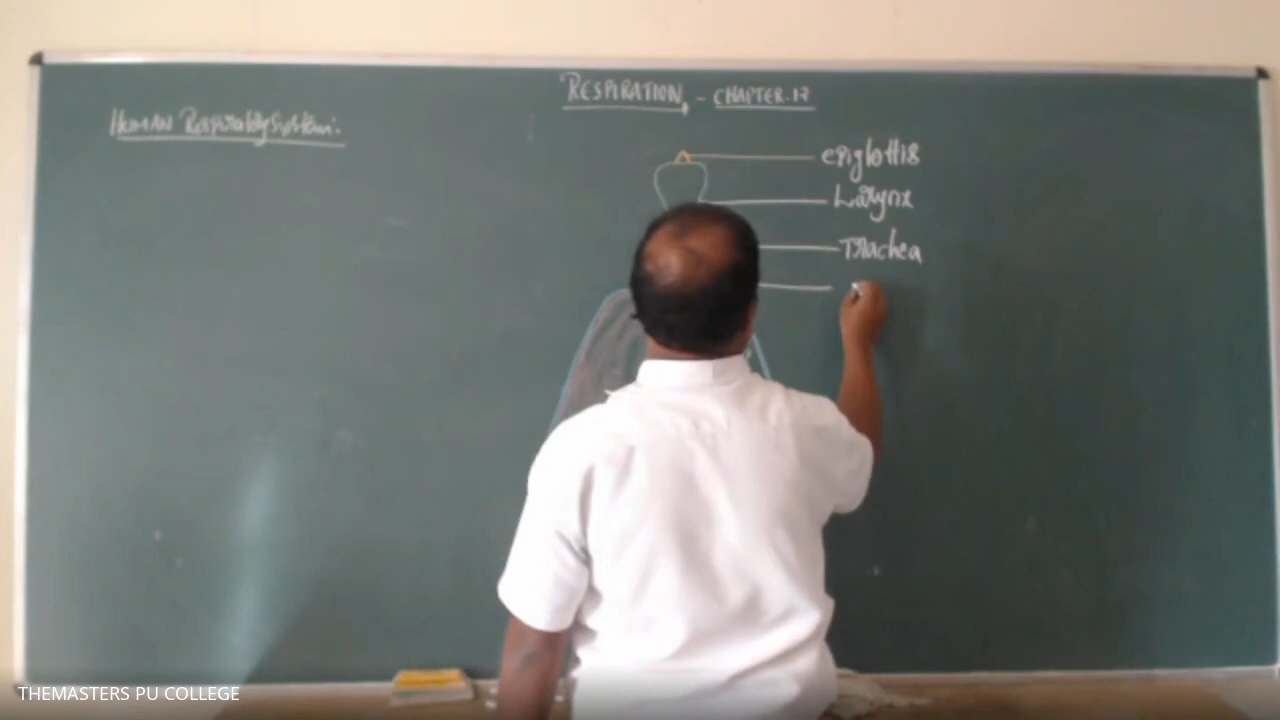 RESPIRATION, - CHAPTER.17
HUMAN Respiratory System:
epiglottis
Larynx
Trachea
THEMASTERS PU COLLEGE